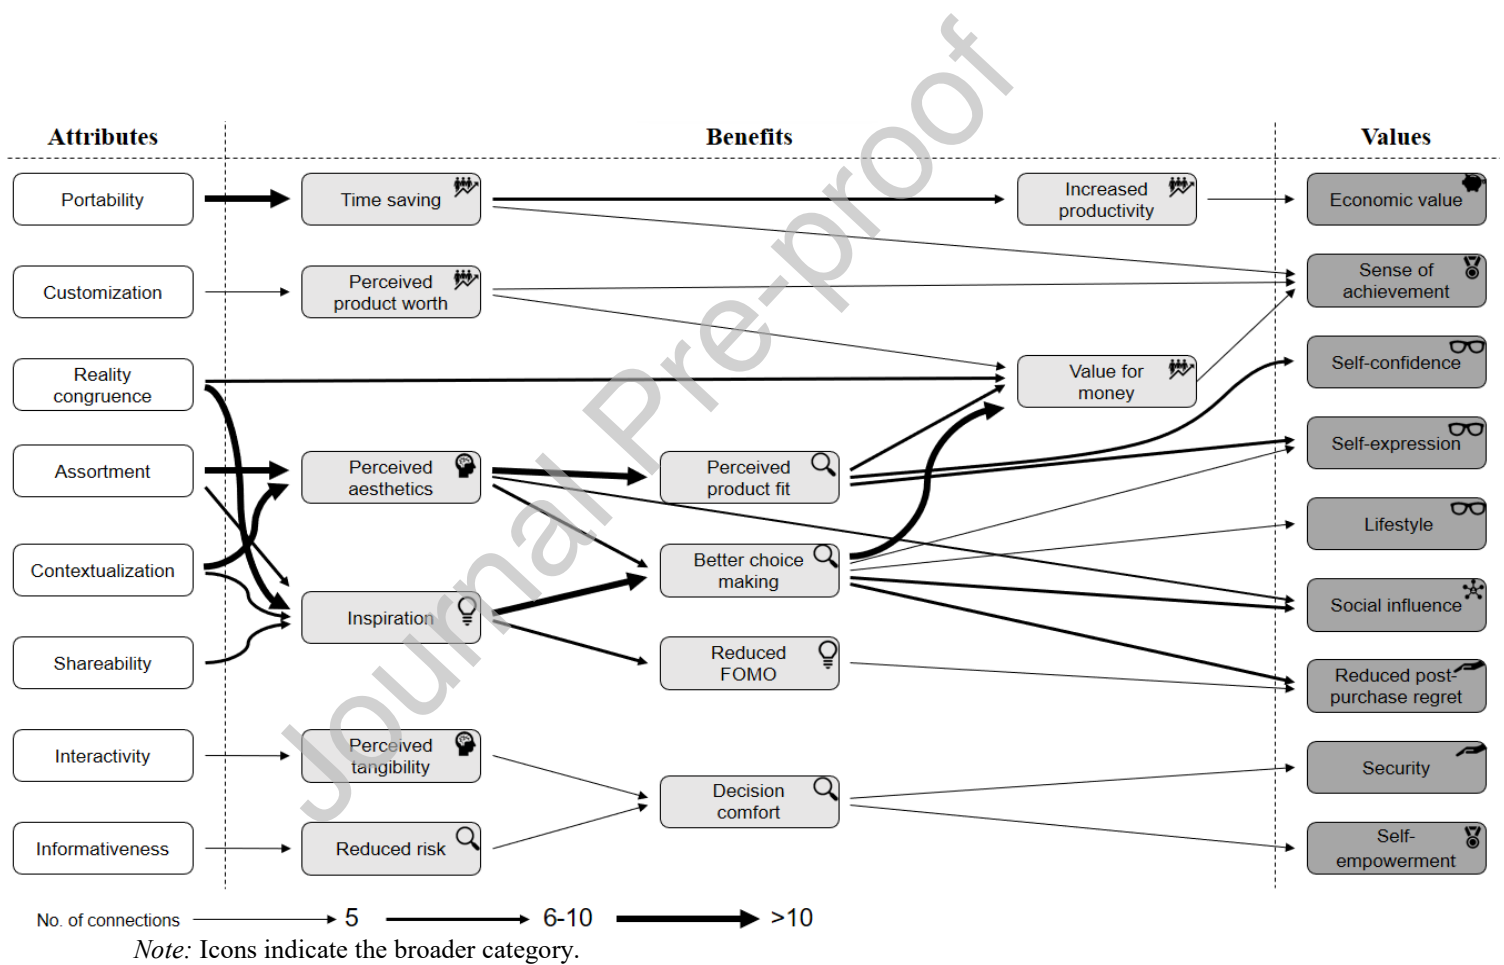 Journal Pre-proof
Attributes
Benefits
Values
Portability
Time saving
Increased
productivity
Economic value
Customization
Perceived
product worth
Sense of
achievement
Reality
congruence
Value for
money
Self-confidence
Assortment
Perceived
aesthetics
Perceived
product fit
Self-expression
Contextualization
Better choice
making
Lifestyle
Inspiration
Social influence
Shareability
Reduced
FOMO
Reduced post-
purchase regret
Interactivity
Perceived
tangibility
Decision
comfort
Security
Informativeness
Reduced risk
Self-
empowerment
No. of connections
5
6-10
>10
Note: Icons indicate the broader category.